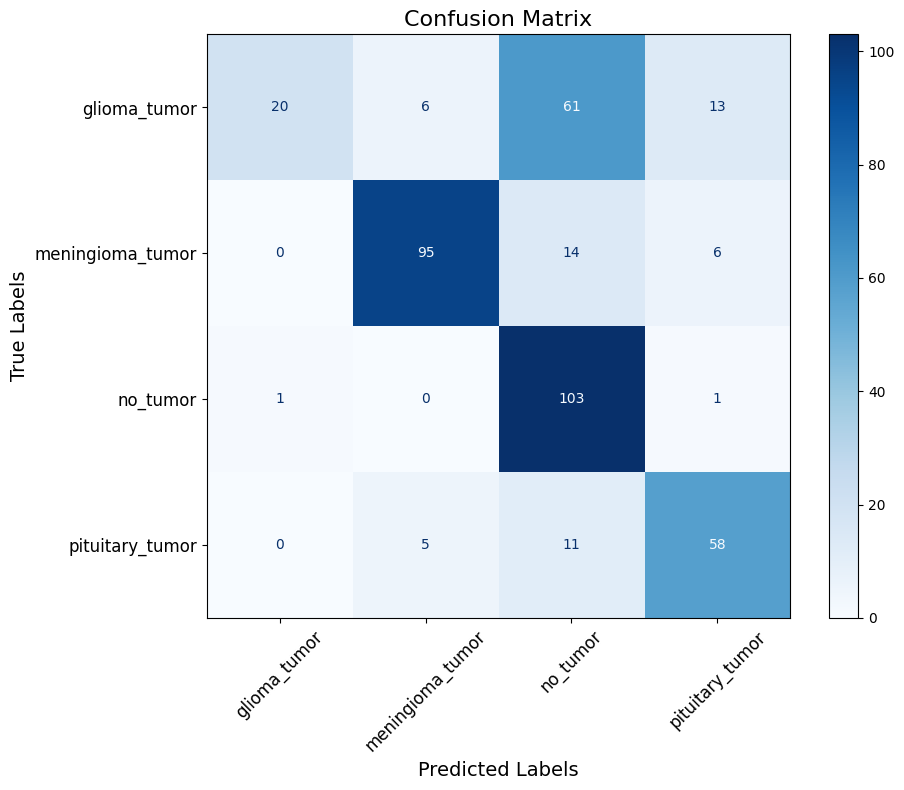 Confusion Matrix
True Labels
glioma_tumor 20 6 61 13
meningioma_tumor 0 95 14 6
no_tumor 1 0 103 1
pituitary_tumor 0 5 11 58
glioma_tumor meningioma_tumor no_tumor pituitary_tumor
Predicted Labels
100
80
60
40
20
0